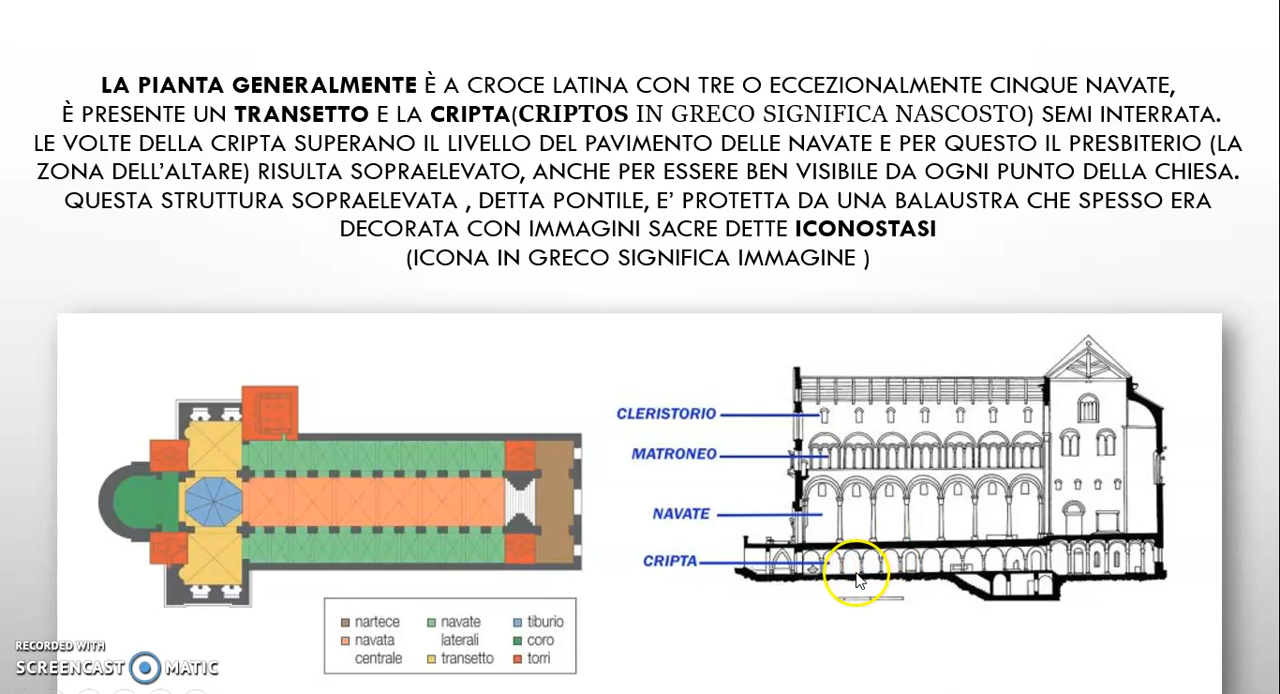 LA PIANTA GENERALMENTE È A CROCE LATINA CON TRE O ECCEZIONALMENTE CINQUE NAVATE,
È PRESENTE UN TRANSETTO E LA CRIPTA(CRIPTOS IN GRECO SIGNIFICA NASCOSTO) SEMI INTERRATA.
LE VOLTE DELLA CRIPTA SUPERANO IL LIVELLO DEL PAVIMENTO DELLE NAVATE E PER QUESTO IL PRESBITERIO (LA
ZONA DELL'ALTARE) RISULTA SOPRAELEVATO, ANCHE PER ESSERE BEN VISIBILE DA OGNI PUNTO DELLA CHIESA.
QUESTA STRUTTURA SOPRAELEVATA , DETTA PONTILE, E' PROTETTA DA UNA BALAUSTRA CHE SPESSO ERA
DECORATA CON IMMAGINI SACRE DETTE ICONOSTASI
(ICONA IN GRECO SIGNIFICA IMMAGINE )
CLERISTORIO
MATRONEO
NAVATE
CRIPTA
nartece
navata
centrale
navate
laterali
transetto
tiburio
coro
torri
RECORDED WITH
SCREENCAST MATIC